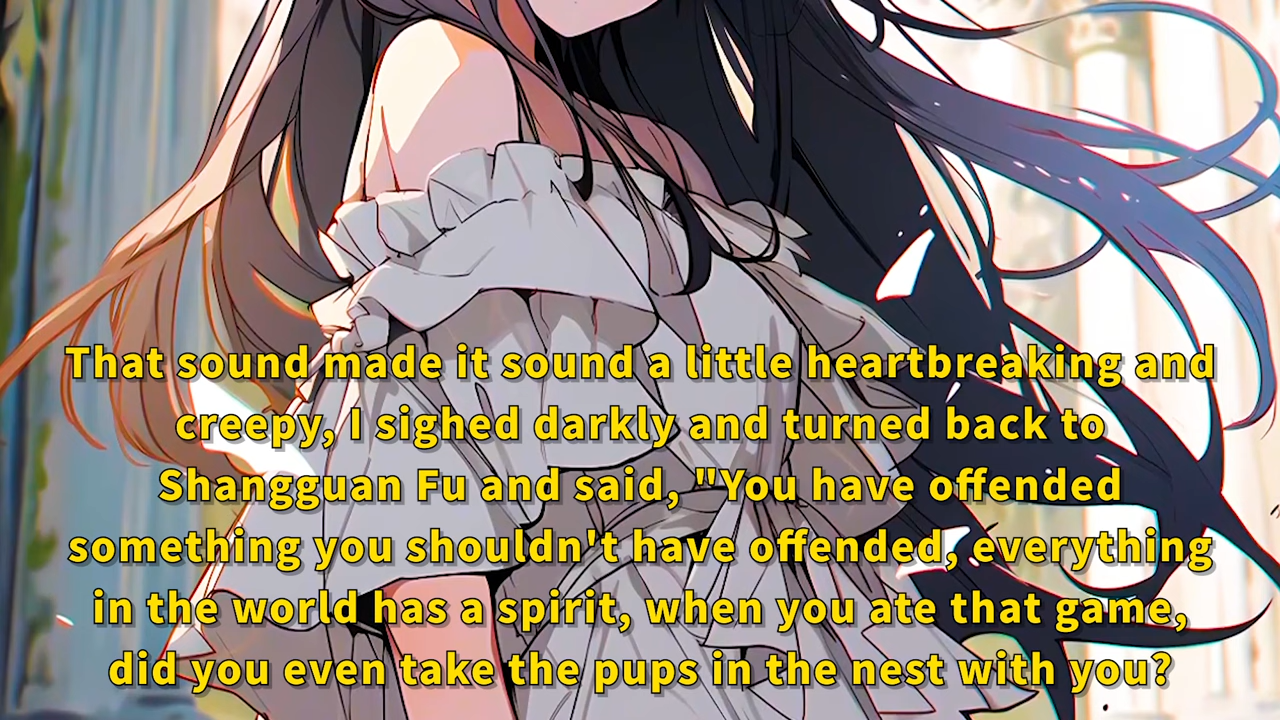 That sound made it sound a little heartbreaking and
creepy, I sighed darkly and turned back to
Shangguan Fu and said, "You have offended
something you shouldn't have offended, everything
in the world has a spirit, when you ate that game,
did you even take the pups in the nest with you?